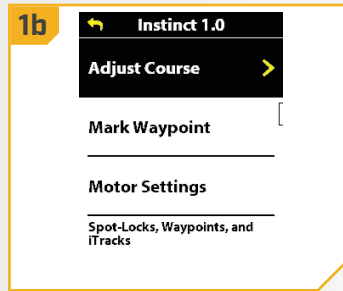 1b
Instinct 1.0
Adjust Course
Mark Waypoint
Motor Settings
Spot-Locks, Waypoints, and
iTracks